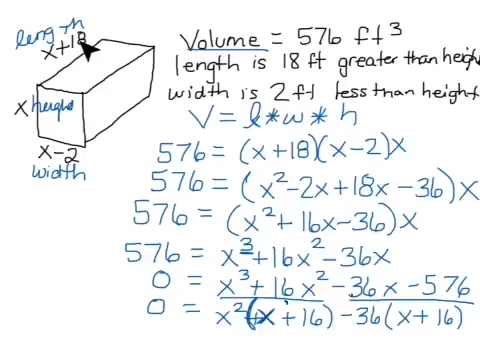 length
x+18
x height
x-2
width
Volume = 576 ft³
length is 18 ft greater than heigh
width is 2 ft less than height
V = l * w * h
576 = (x+18)(x-2)x
576 = (x²-2x+18x-36)x
576 = (x²+16x-36)x
576 = x³+16x²-36x
0 = x³+16x²-36x-576
0 = x²(x+16)-36(x+16)